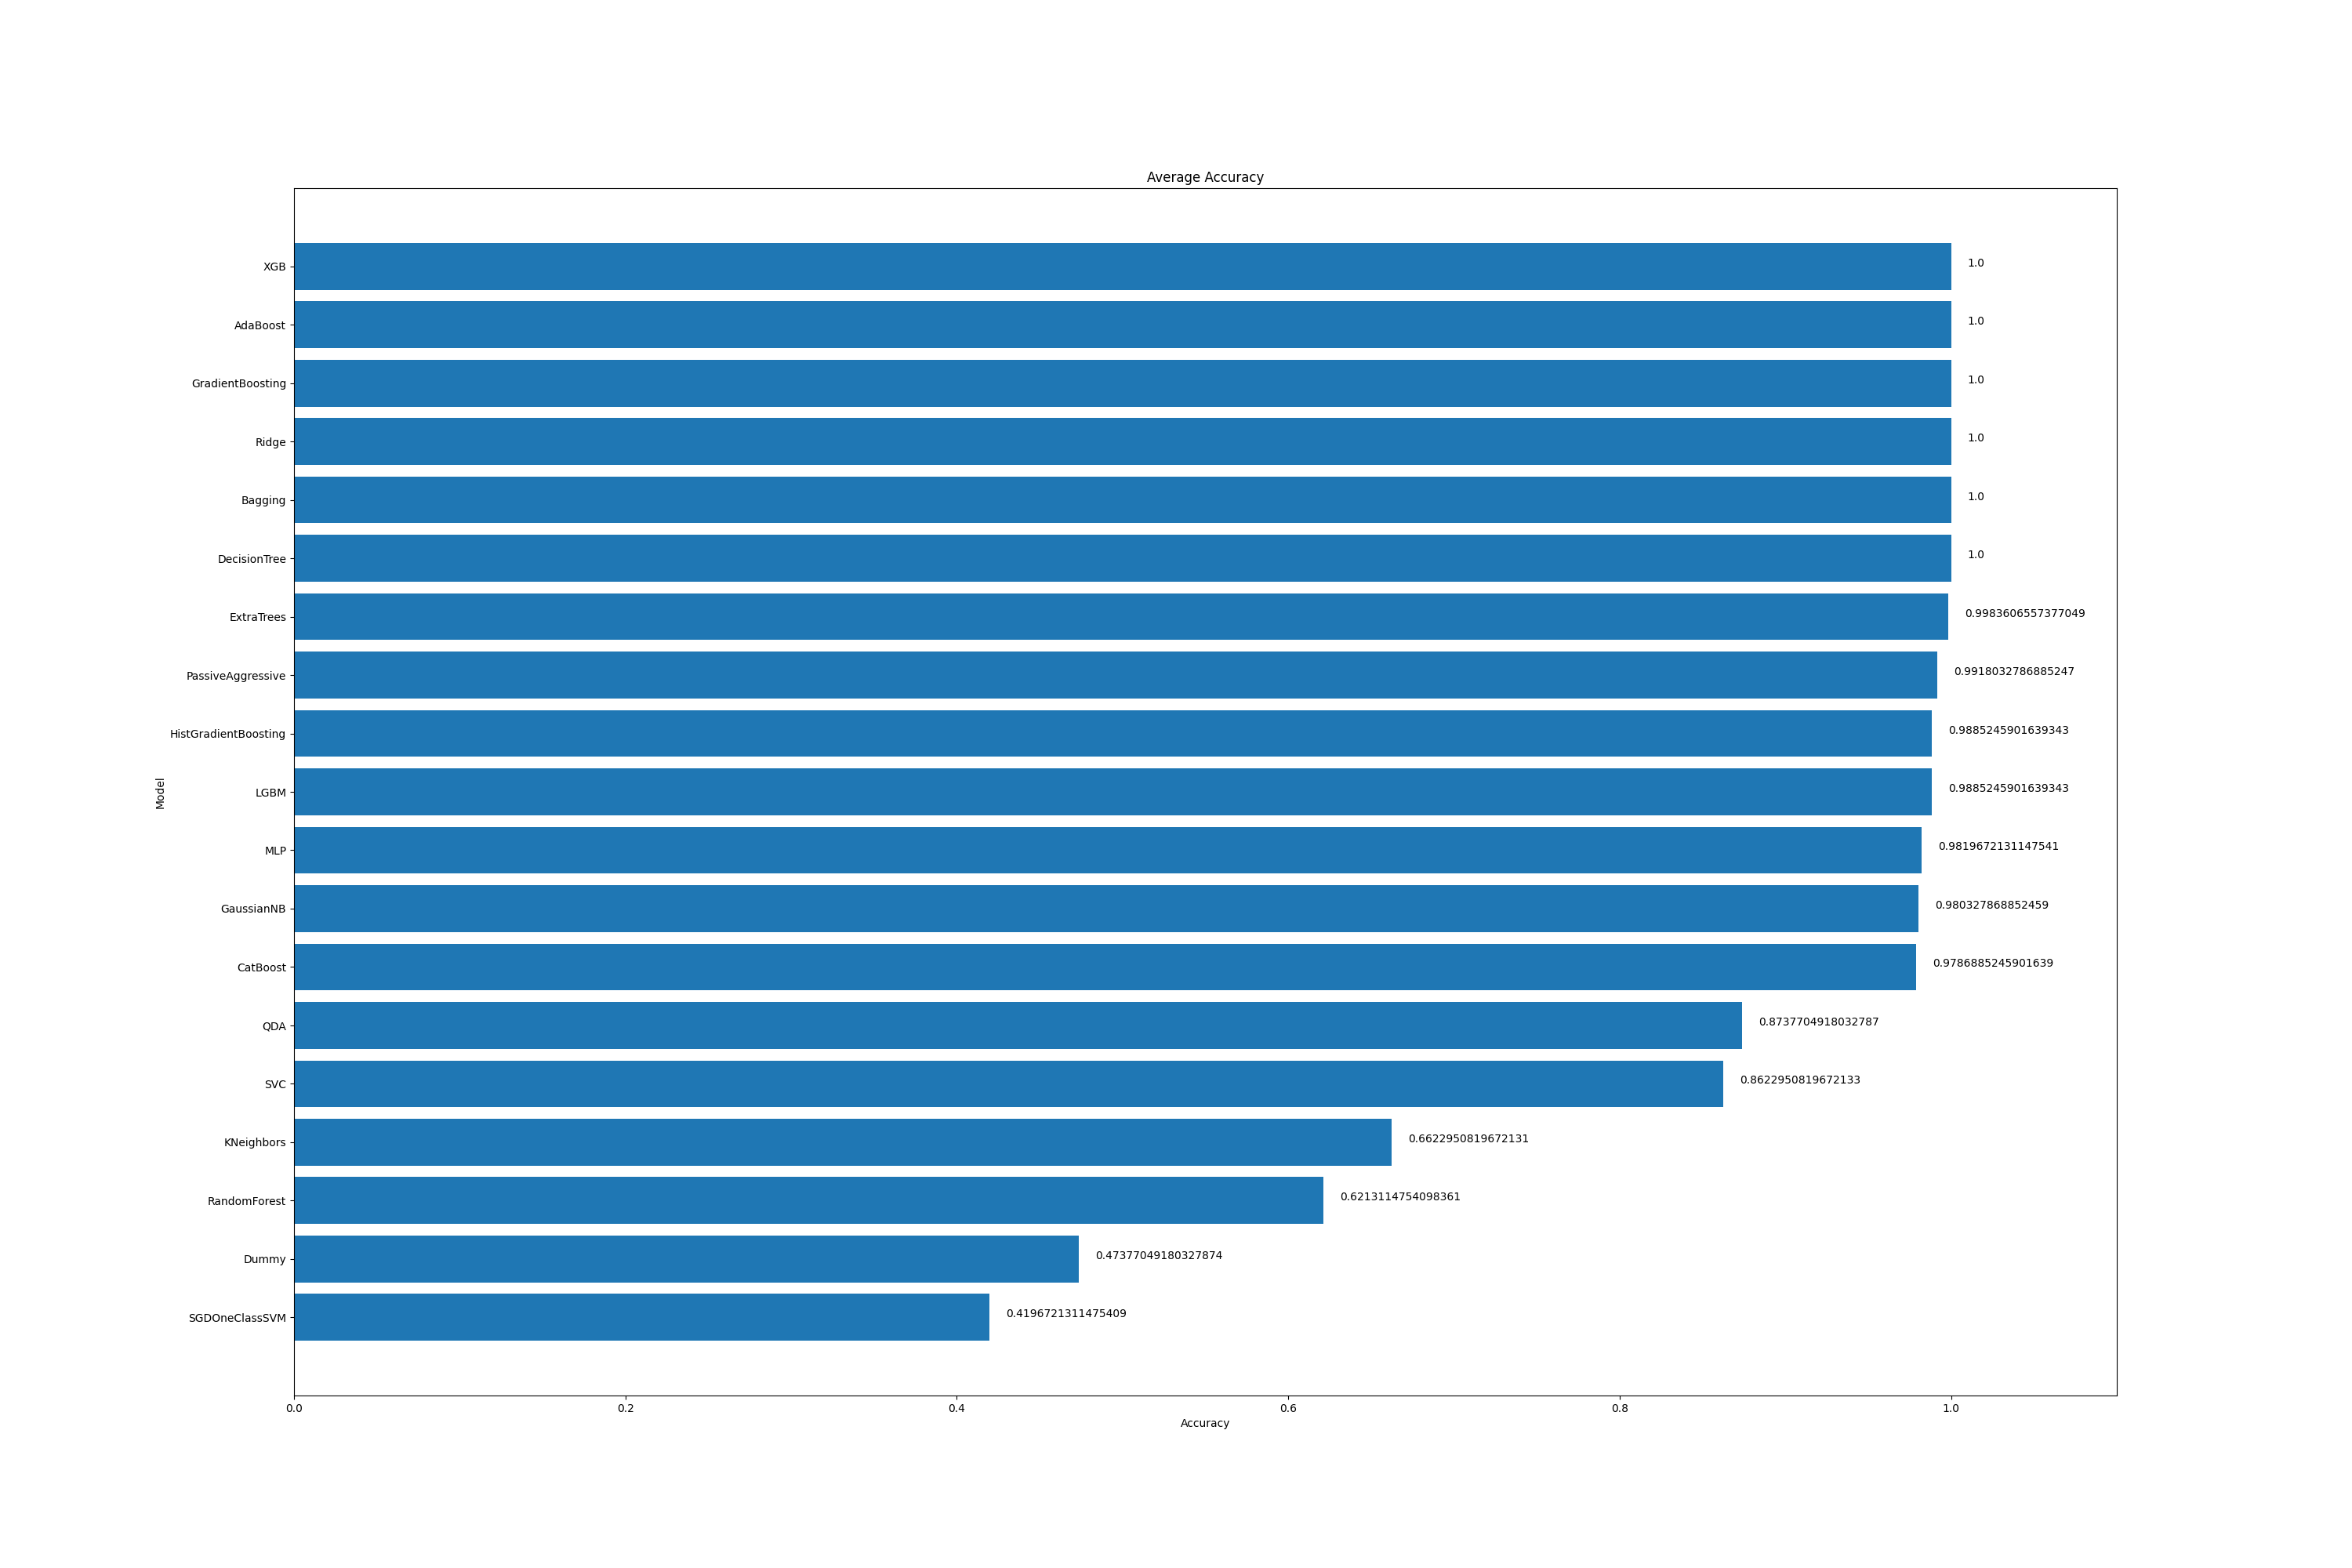 Average Accuracy
XGB 1.0
AdaBoost 1.0
GradientBoosting 1.0
Ridge 1.0
Bagging 1.0
DecisionTree 1.0
ExtraTrees 0.9983606557377049
PassiveAggressive 0.9918032786885247
HistGradientBoosting 0.9885245901639343
LGBM 0.9885245901639343
MLP 0.9819672131147541
GaussianNB 0.980327868852459
CatBoost 0.9786885245901639
QDA 0.8737704918032787
SVC 0.8622950819672133
KNeighbors 0.6622950819672131
RandomForest 0.6213114754098361
Dummy 0.47377049180327874
SGDOneClassSVM 0.4196721311475409
Model
0.0 0.2 0.4 0.6 0.8 1.0
Accuracy